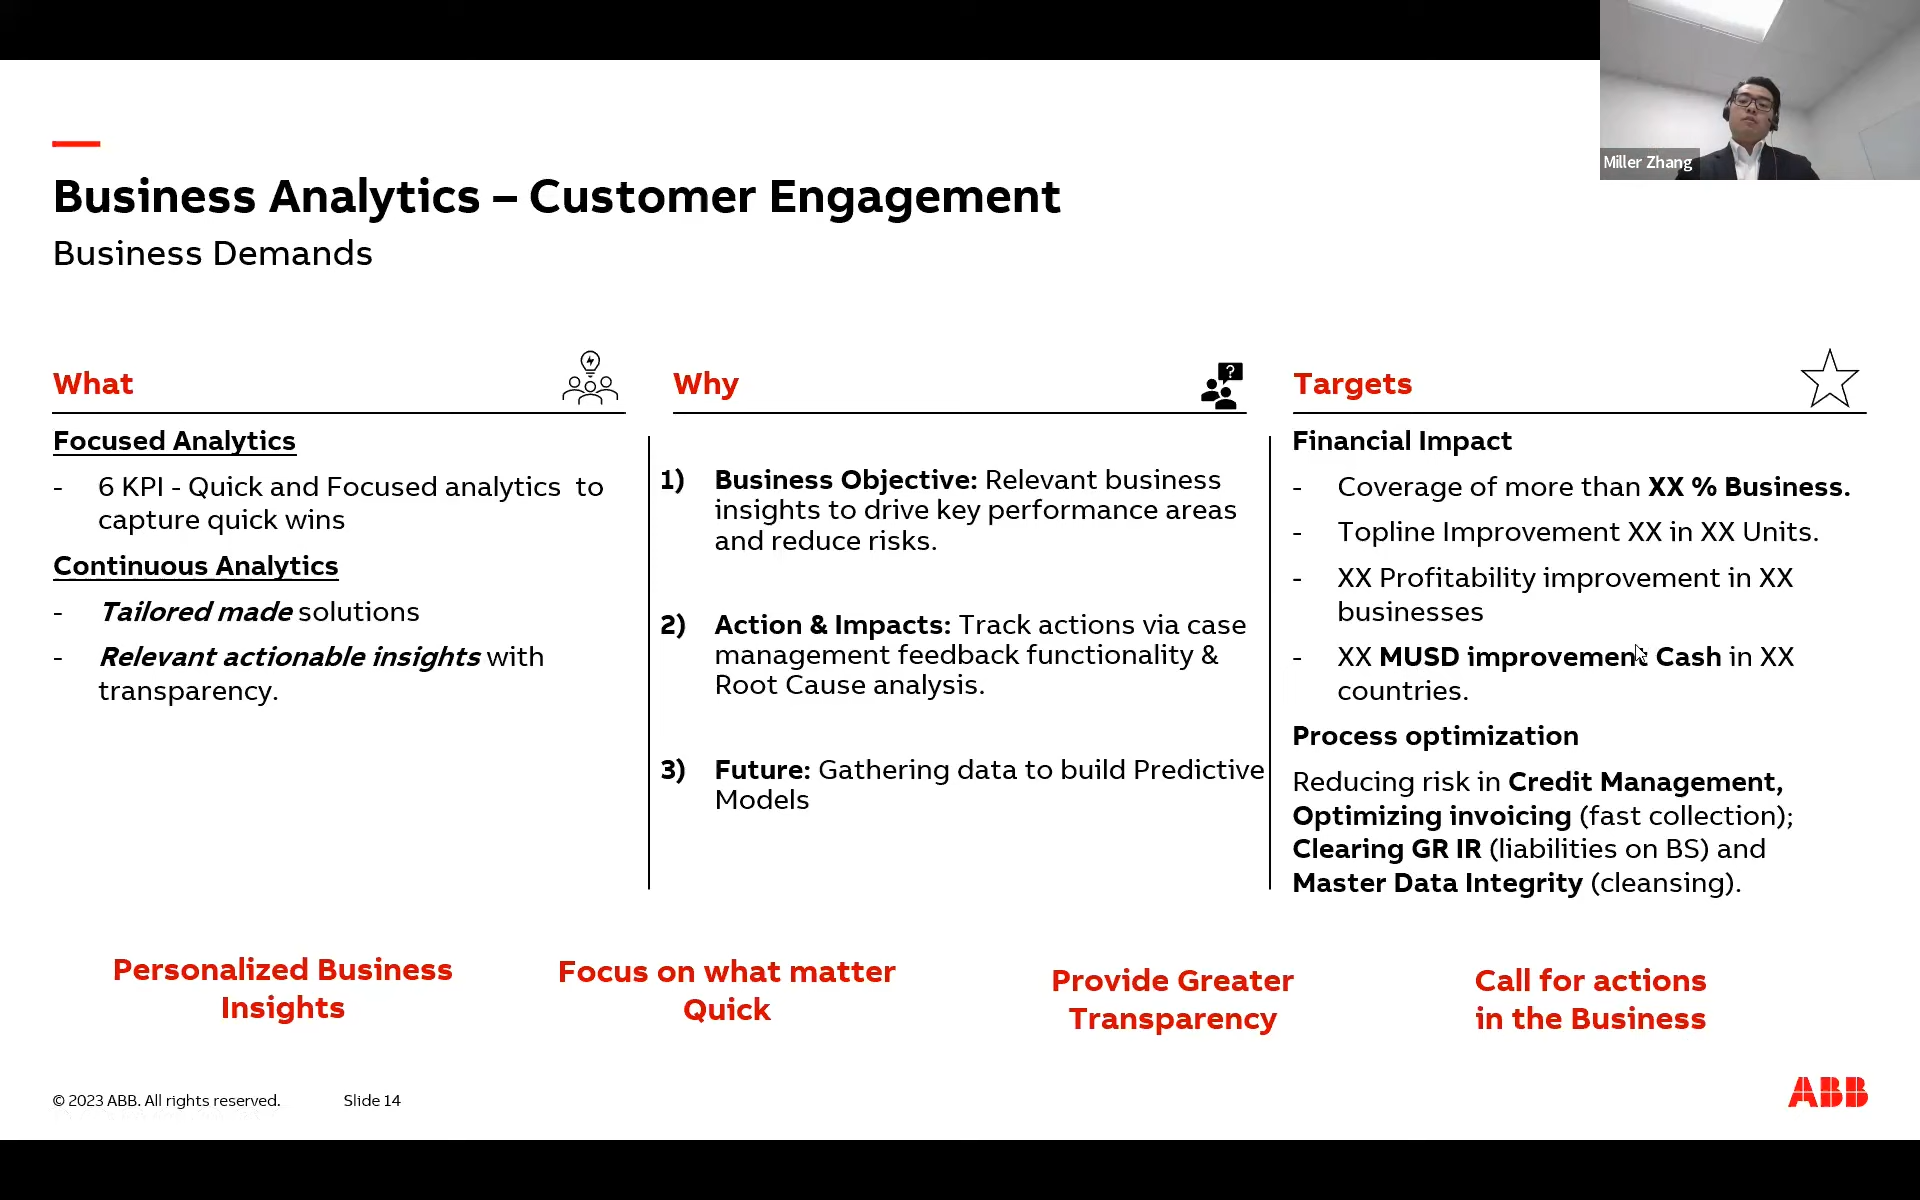 Miller Zhang
Business Analytics – Customer Engagement
Business Demands
What
Focused Analytics
- 6 KPI - Quick and Focused analytics to
capture quick wins
Continuous Analytics
- Tailored made solutions
- Relevant actionable insights with
transparency.
Why
?
1) Business Objective: Relevant business
insights to drive key performance areas
and reduce risks.
2) Action & Impacts: Track actions via case
management feedback functionality &
Root Cause analysis.
3) Future: Gathering data to build Predictive
Models
Targets
Financial Impact
- Coverage of more than XX % Business.
- Topline Improvement XX in XX Units.
- XX Profitability improvement in XX
businesses
- XX MUSD improvement Cash in XX
countries.
Process optimization
Reducing risk in Credit Management,
Optimizing invoicing (fast collection);
Clearing GR IR (liabilities on BS) and
Master Data Integrity (cleansing).
Personalized Business
Insights
Focus on what matter
Quick
Provide Greater
Transparency
Call for actions
in the Business
© 2023 ABB. All rights reserved.
Slide 14
ABB